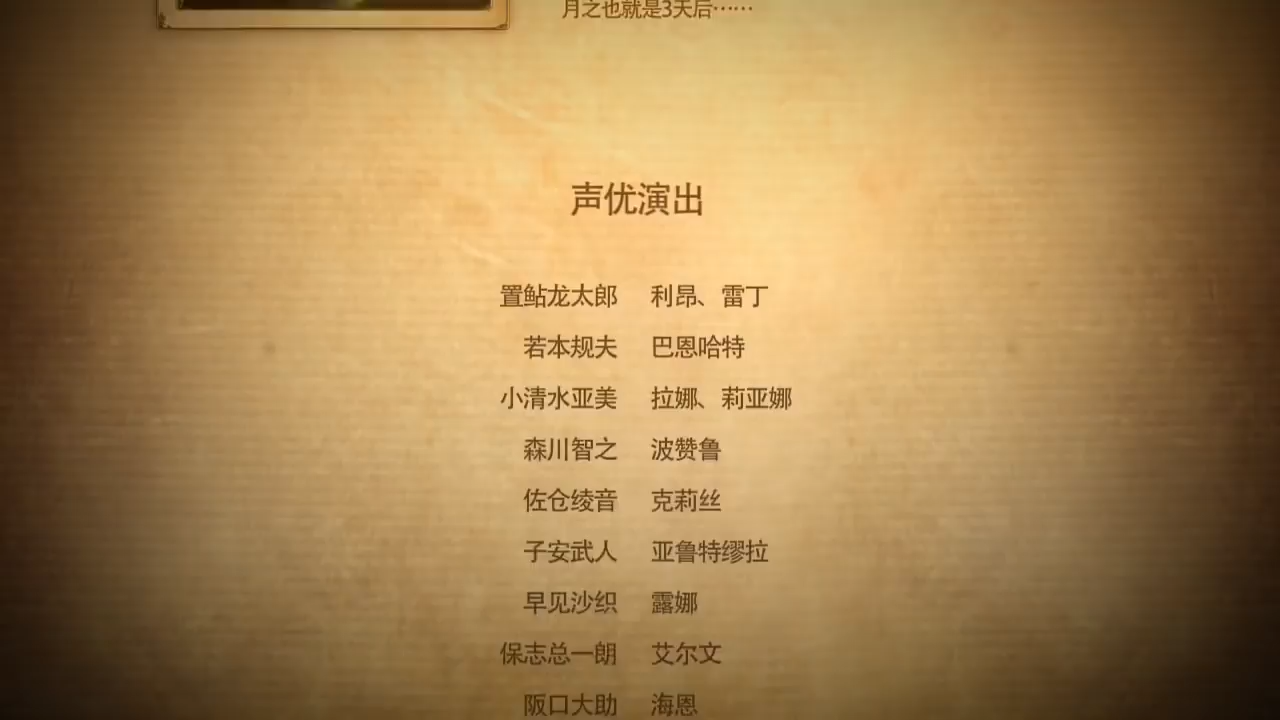 月之也就是3天后……
声优演出
置鲇龙太郎 利昂、雷丁
若本规夫 巴恩哈特
小清水亚美 拉娜、莉亚娜
森川智之 波赞鲁
佐仓绫音 克莉丝
子安武人 亚鲁特缪拉
早见沙织 露娜
保志总一朗 艾尔文
阪口大助 海恩